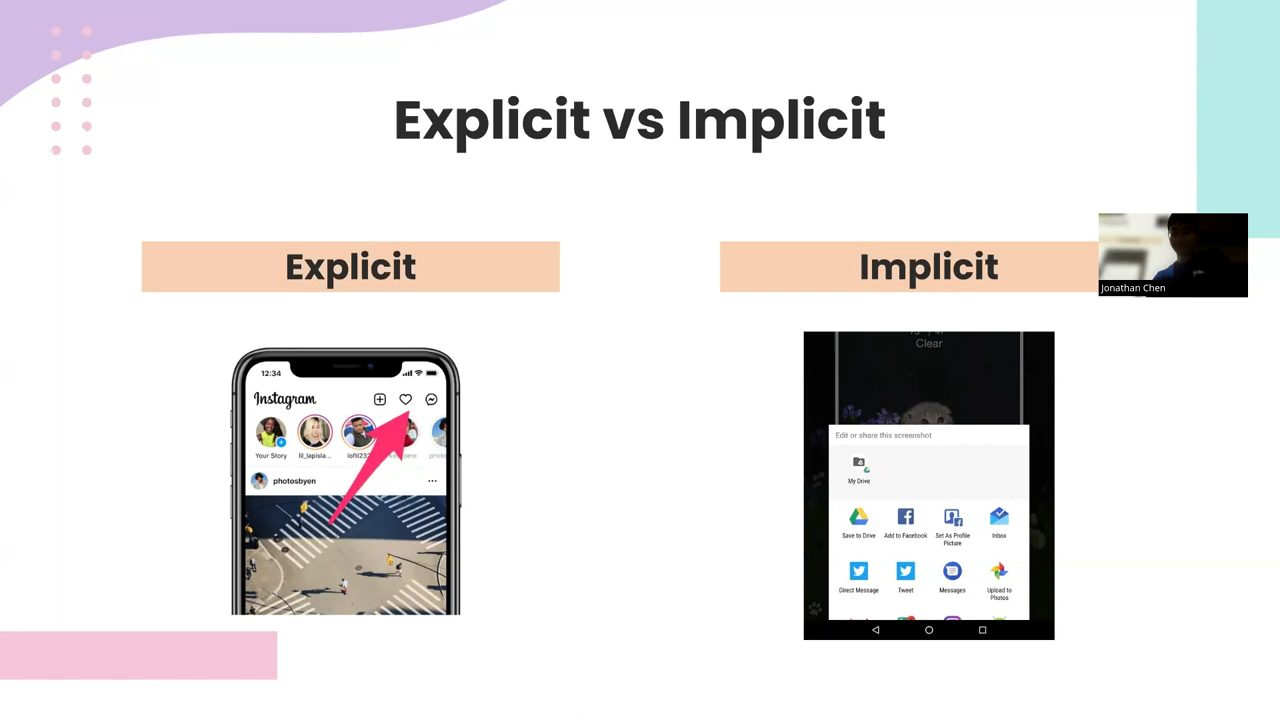 Explicit vs Implicit
Explicit
Implicit
Jonathan Chen
12:34
Instagram
Your Story
lil_lapisla...
lofti232
photosbyen
Clear
Edit or share this screenshot
My Drive
Save to Drive
Add to Facebook
Set As Profile
Picture
Inbox
Direct Message
Tweet
Messages
Upload to
Photos